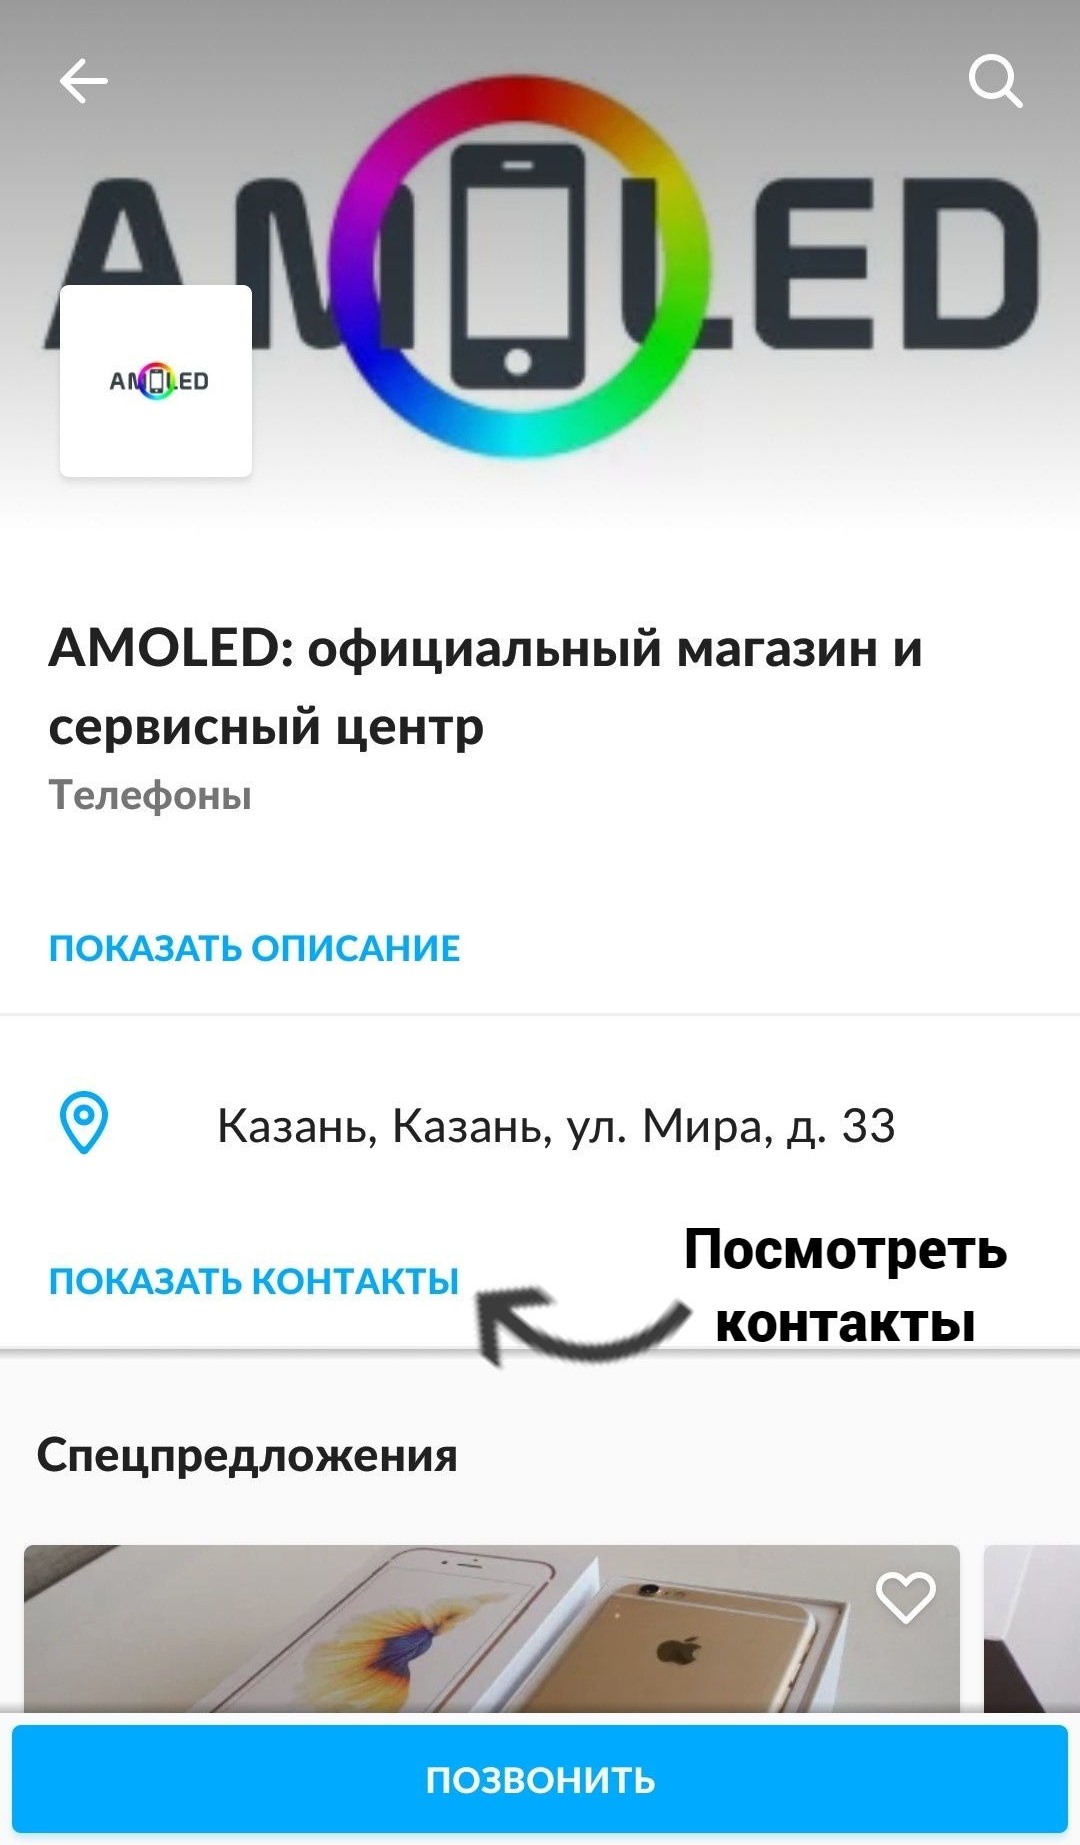 AMOLED
AMOLED
AMOLED: официальный магазин и
сервисный центр
Телефоны
ПОКАЗАТЬ ОПИСАНИЕ
Казань, Казань, ул. Мира, д. 33
Посмотреть
контакты
ПОКАЗАТЬ КОНТАКТЫ
Спецпредложения
ПОЗВОНИТЬ